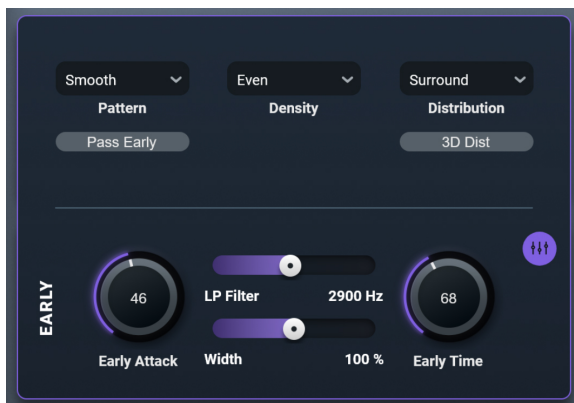 Smooth
Even
Surround
Pattern
Density
Distribution
Pass Early
3D Dist
EARLY
46
LP Filter
2900 Hz
68
Early Attack
Width
100 %
Early Time